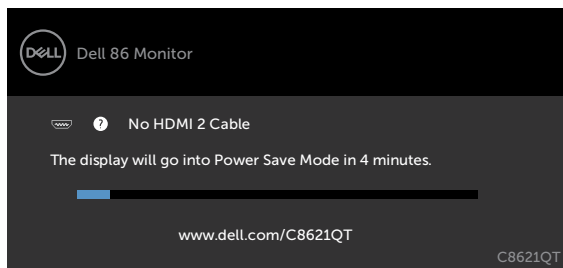 DELL Dell 86 Monitor
? No HDMI 2 Cable
The display will go into Power Save Mode in 4 minutes.
www.dell.com/C8621QT
C8621QT